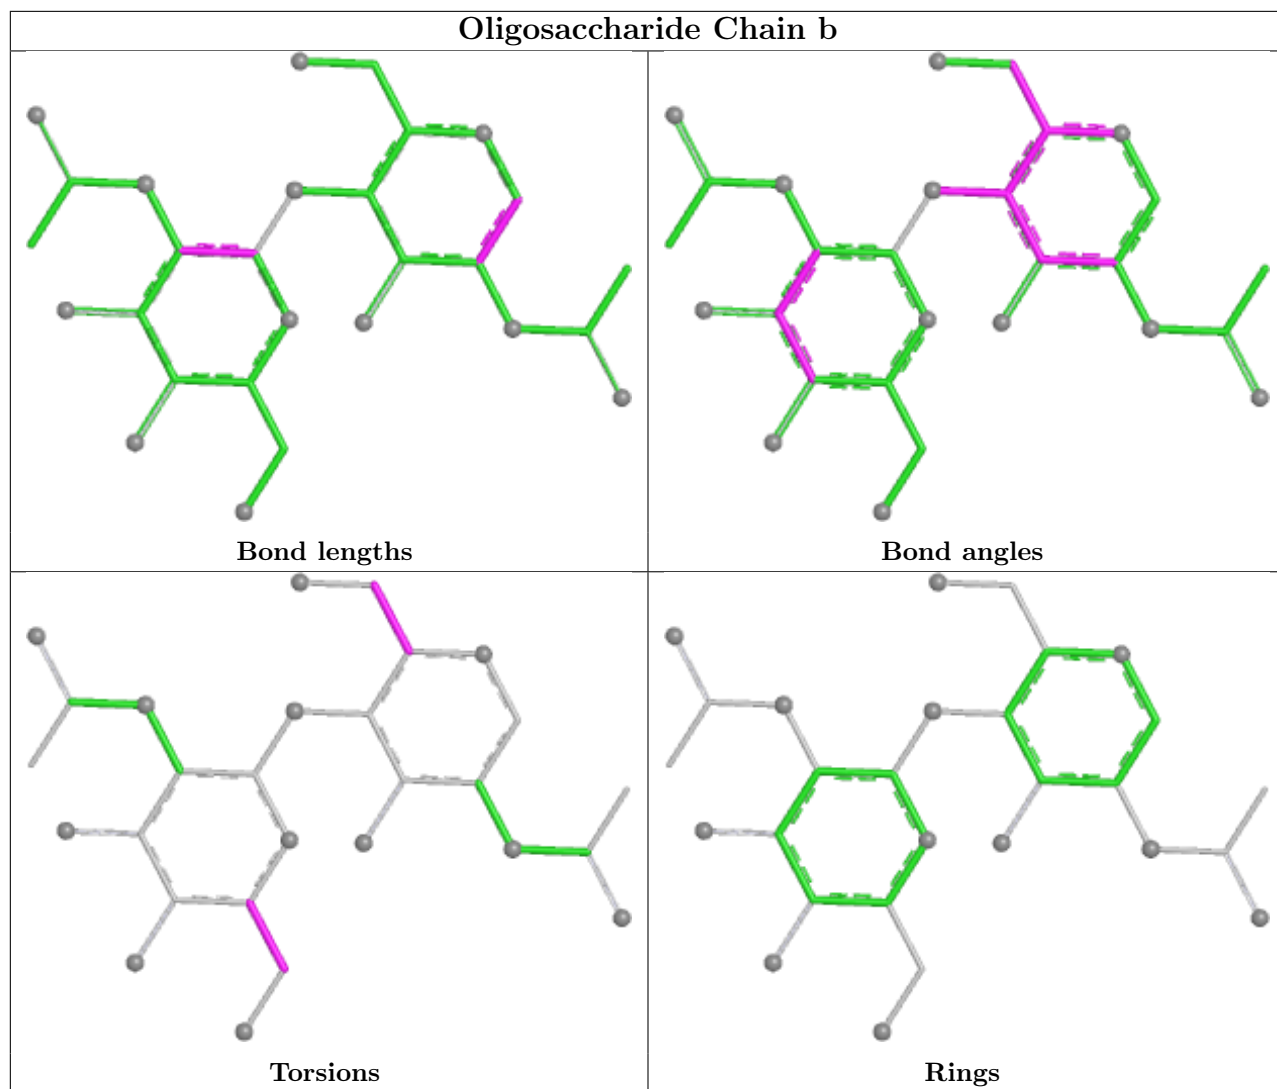 Oligosaccharide Chain b
Bond lengths
Bond angles
Torsions
Rings